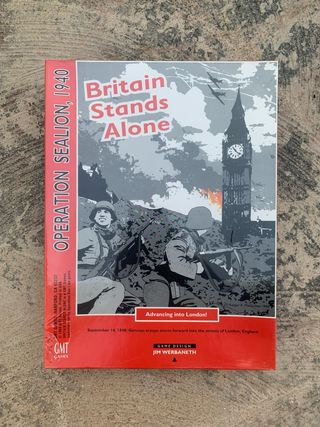 Britain
Stands
Alone
OPERATION SEALION, 1940
Advancing into London!
September 16, 1940: German troops storm forward into the streets of London, England
GAME DESIGN
JIM WERBANETH
GMT
GAMES